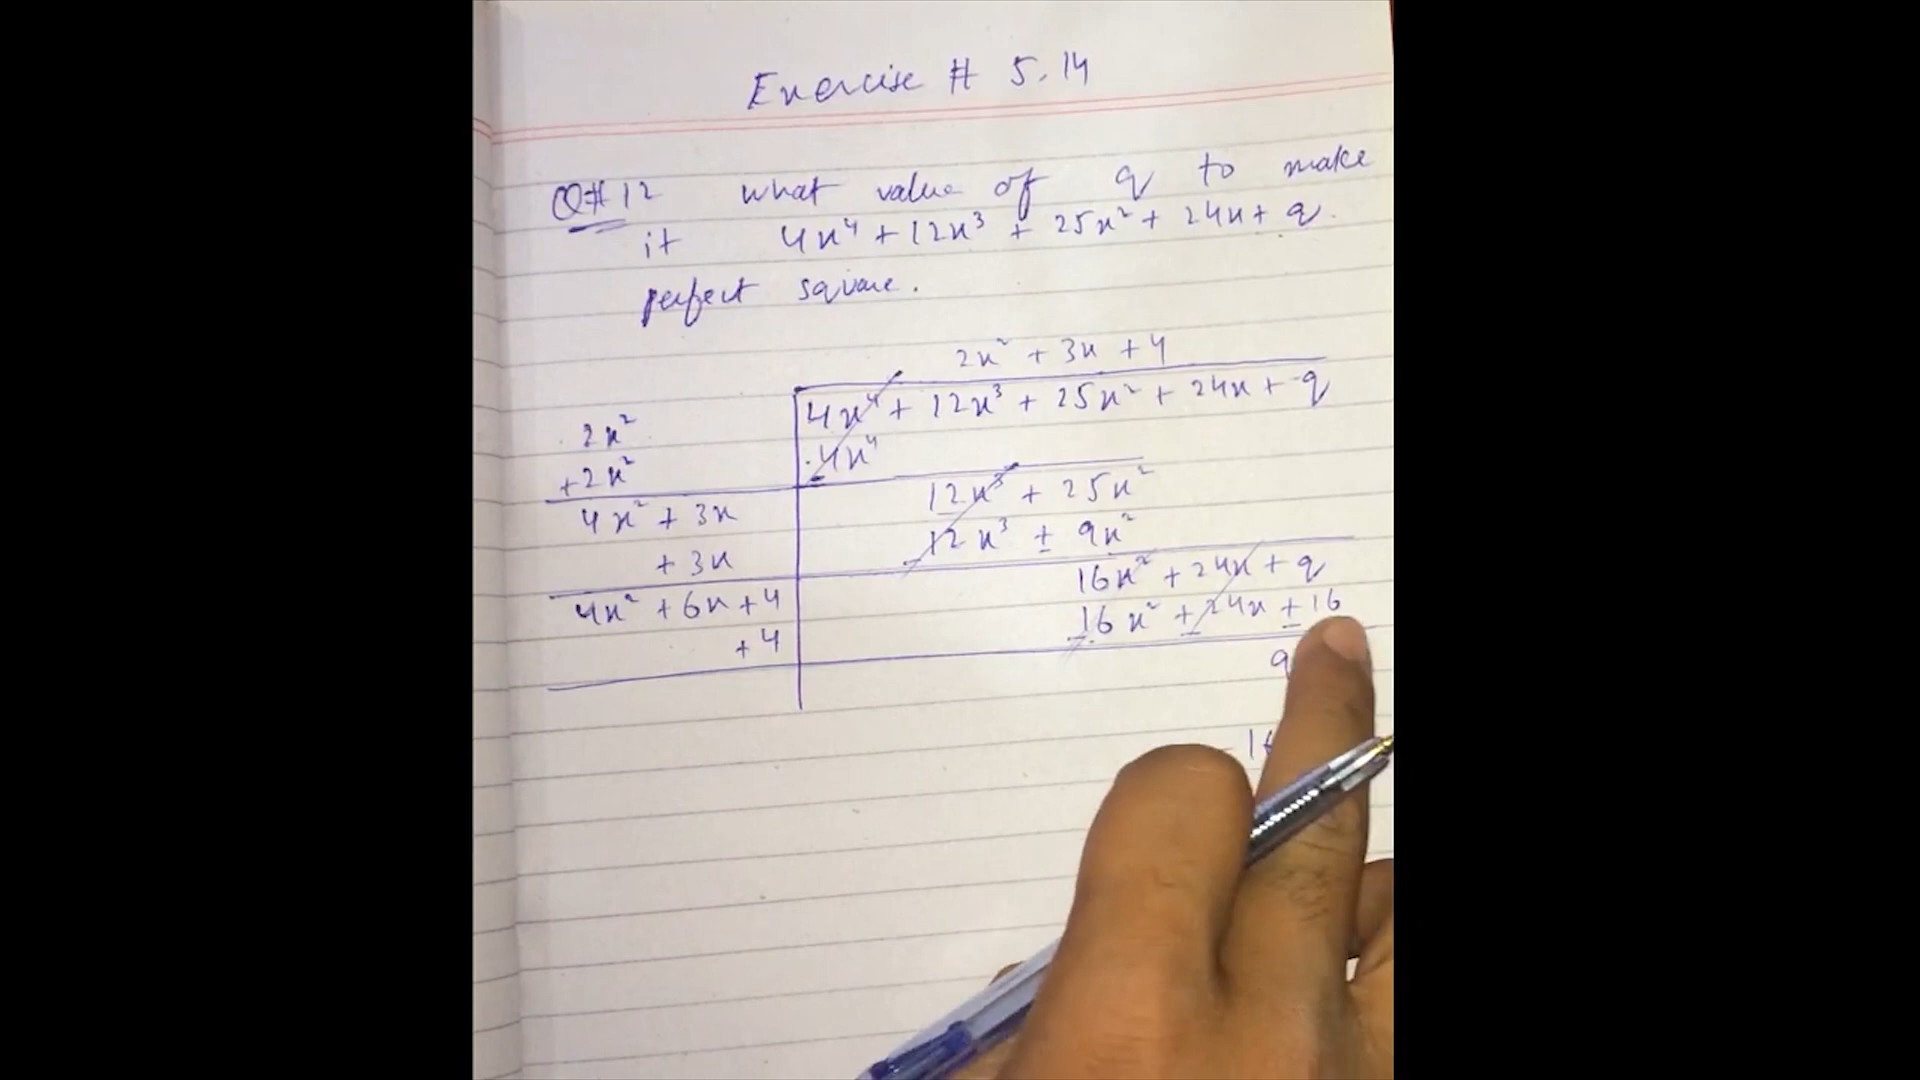 Exercise # 5.14
Q#12 what value of q to make
it 4x⁴ + 12x³ + 25x² + 24x + q
perfect square.
2x² + 3x + 4
4x⁴ + 12x³ + 25x² + 24x + q
2x²
4x⁴
+2x²
12x³ + 25x²
4x² + 3x
12x³ ± 9x²
+ 3x
16x² + 24x + q
4x² + 6x + 4
16x² ± 24x ± 16
+4
q